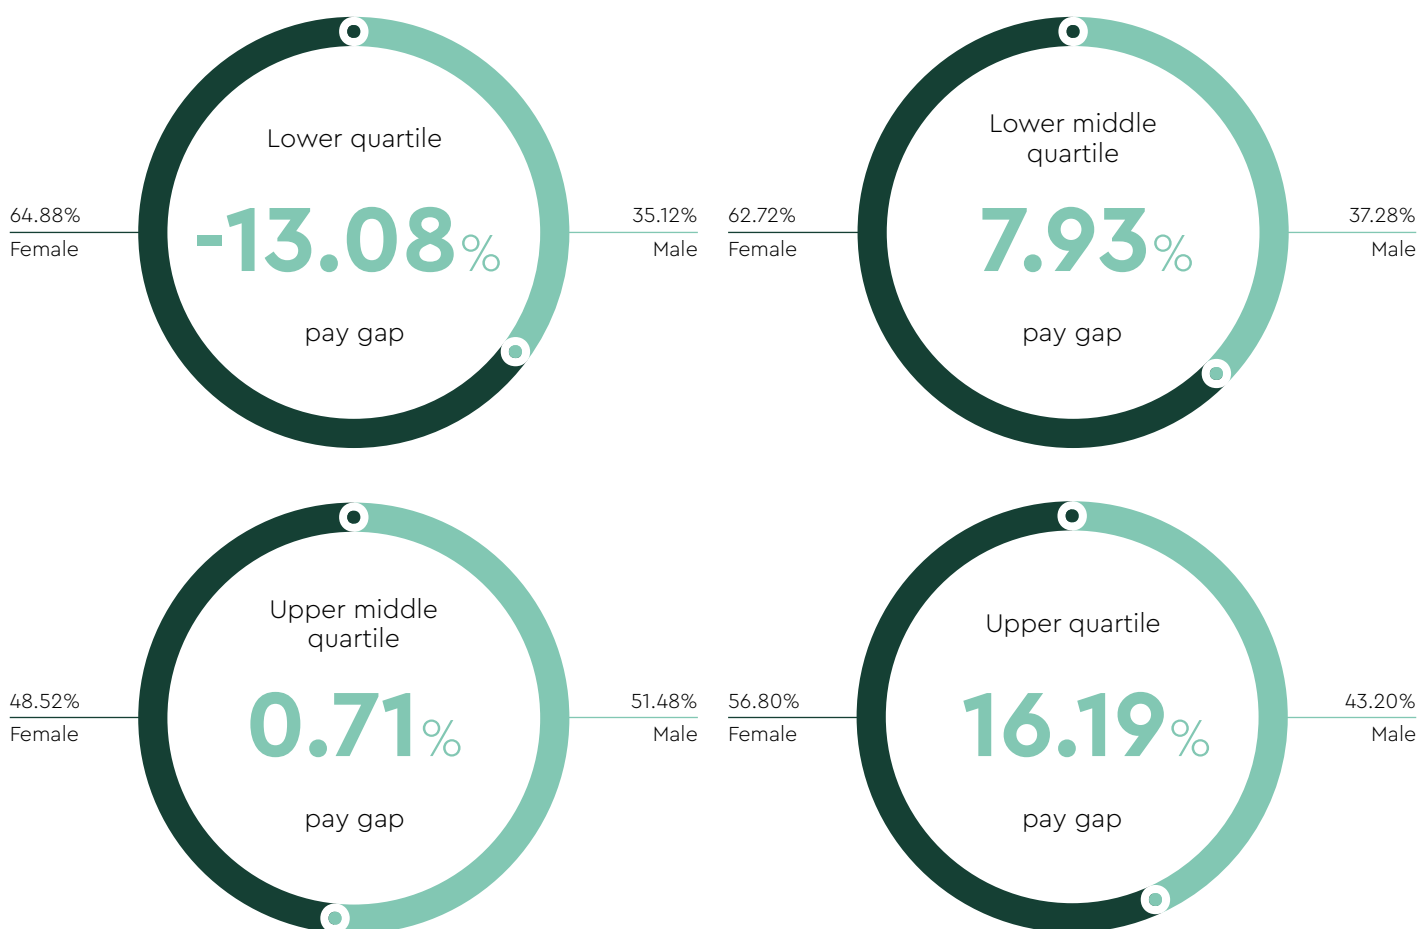 Lower quartile
64.88%
Female
-13.08%
35.12%
Male
pay gap
Lower middle
quartile
62.72%
Female
7.93%
37.28%
Male
pay gap
Upper middle
quartile
48.52%
Female
0.71%
51.48%
Male
pay gap
Upper quartile
56.80%
Female
16.19%
43.20%
Male
pay gap